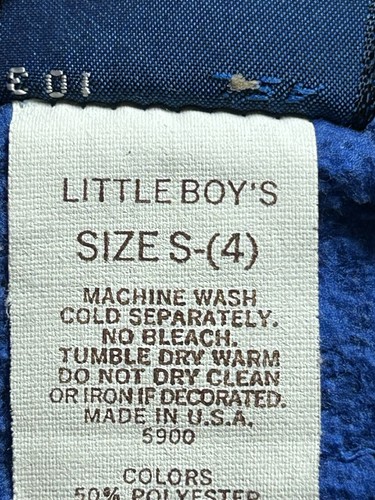 LITTLE BOY'S
SIZE S-(4)
MACHINE WASH
COLD SEPARATELY.
NO BLEACH.
TUMBLE DRY WARM
DO NOT DRY CLEAN
OR IRON IF DECORATED.
MADE IN U.S.A.
5900
COLORS
50% POLYESTER